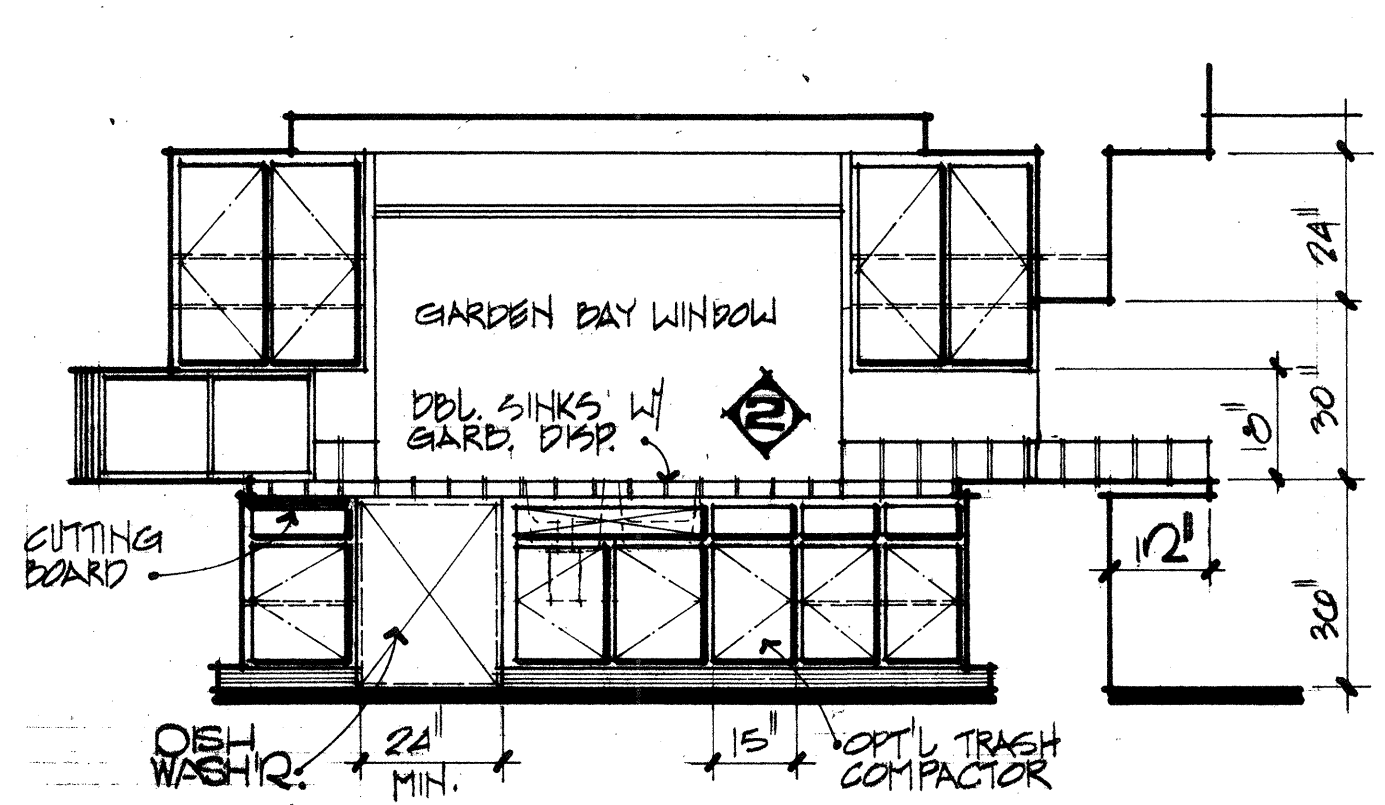 24"
GARDEN BAY WINDOW
DBL. SINKS W/
GARB. DISP.
2
18"
30"
CUTTING
BOARD
12"
36"
DISH
WASH'R.
24"
MIN.
15"
OPT'L TRASH
COMPACTOR